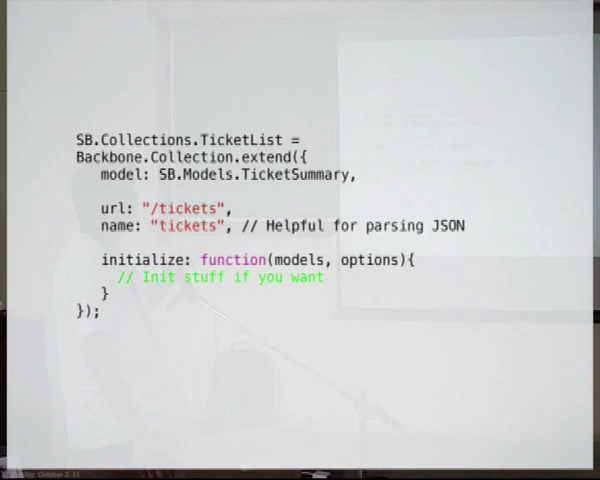 SB.Collections.TicketList =
Backbone.Collection.extend({
model: SB.Models.TicketSummary,
url: "/tickets",
name: "tickets", // Helpful for parsing JSON
initialize: function(models, options){
// Init stuff if you want
}
});